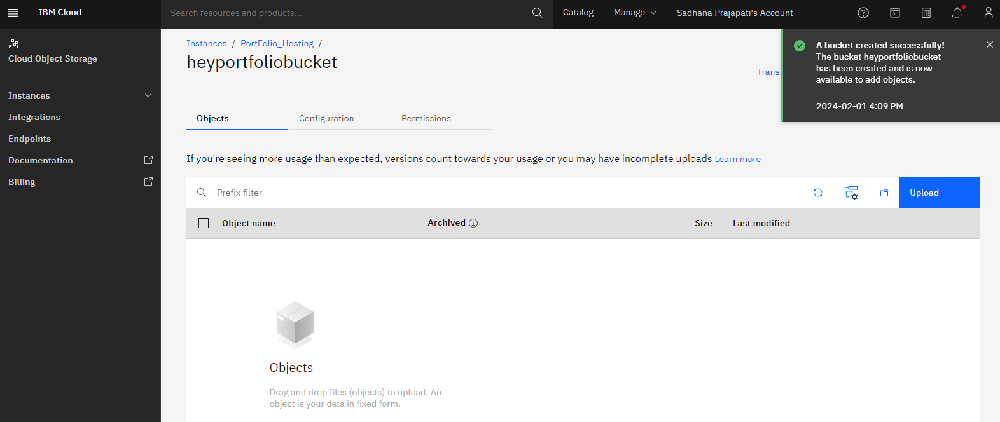 IBM Cloud
Search resources and products...
Catalog
Manage
Sadhana Prajapati's Account
Cloud Object Storage
Instances
Integrations
Endpoints
Documentation
Billing
Instances / PortFolio_Hosting /
heyportfoliobucket
A bucket created successfully!
The bucket heyportfoliobucket
has been created and is now
available to add objects.
2024-02-01 4:09 PM
Objects
Configuration
Permissions
If you're seeing more usage than expected, versions count towards your usage or you may have incomplete uploads Learn more
Prefix filter
Upload
Object name
Archived
Size
Last modified
Objects
Drag and drop files (objects) to upload. An
object is your data in fixed form.